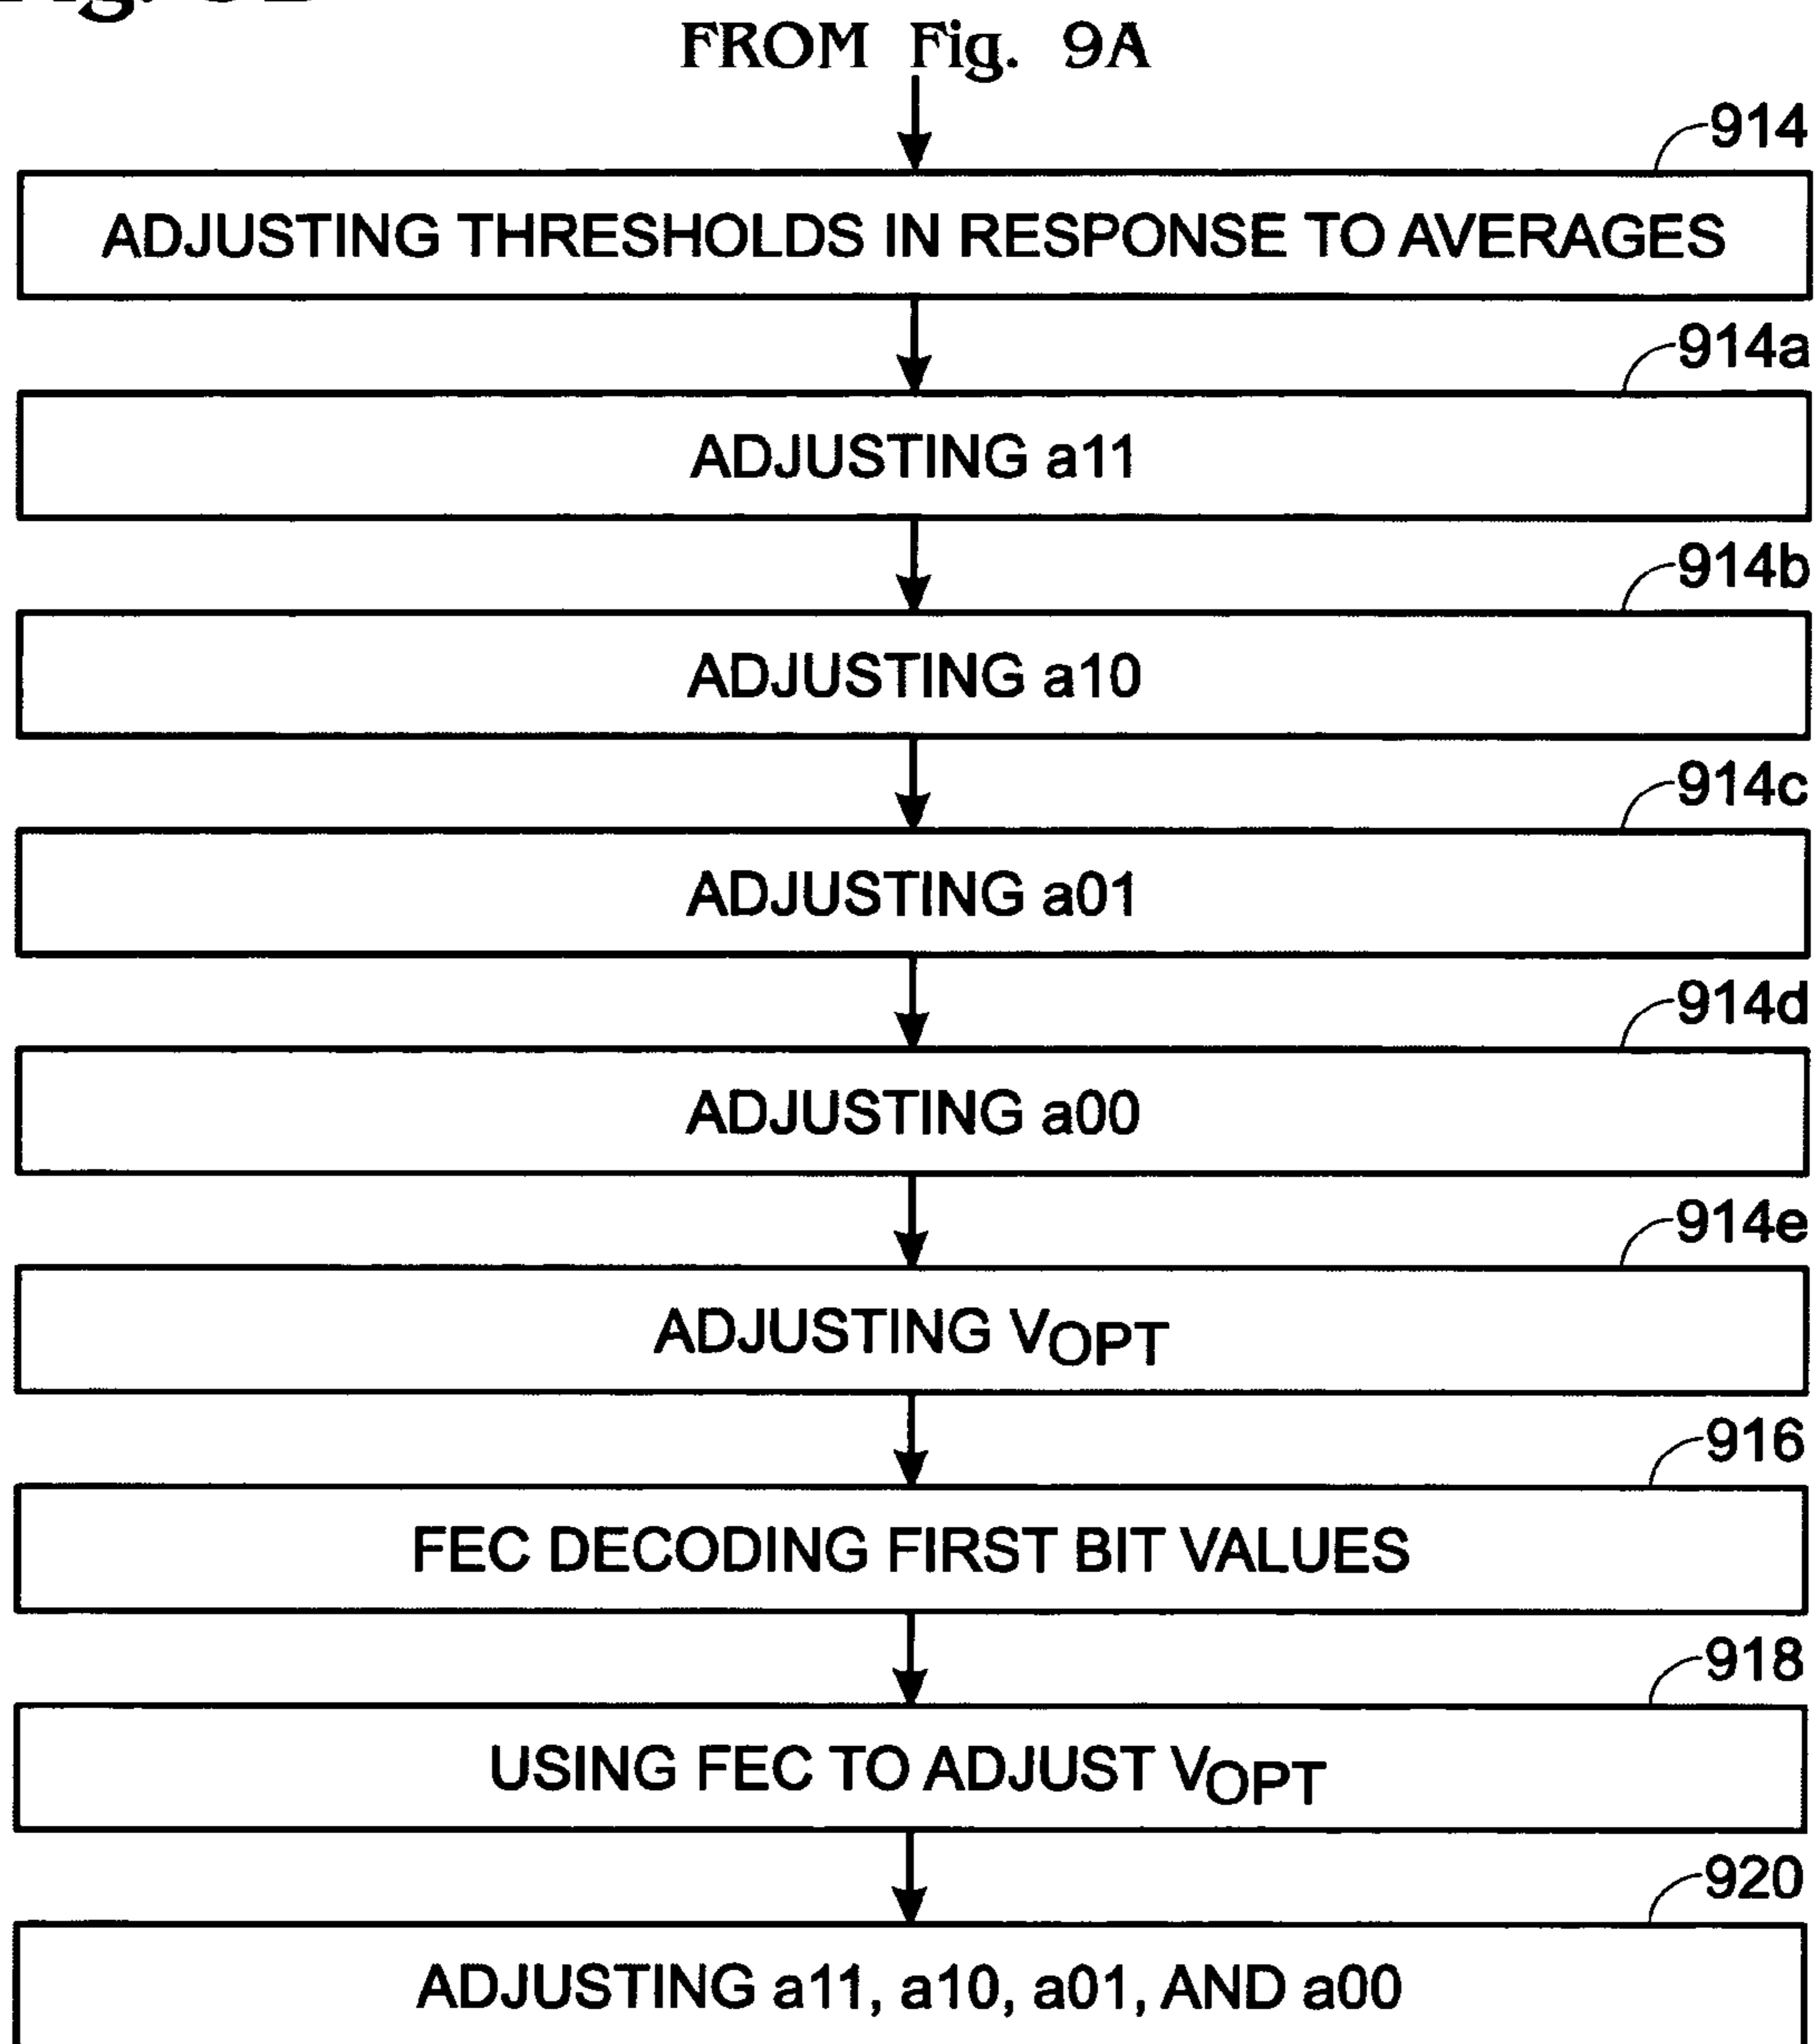 FROM Fig. 9A
914
ADJUSTING THRESHOLDS IN RESPONSE TO AVERAGES
914a
ADJUSTING a11
914b
ADJUSTING a10
914c
ADJUSTING a01
914d
ADJUSTING a00
914e
ADJUSTING VOPT
916
FEC DECODING FIRST BIT VALUES
918
USING FEC TO ADJUST VOPT
920
ADJUSTING a11, a10, a01, AND a00